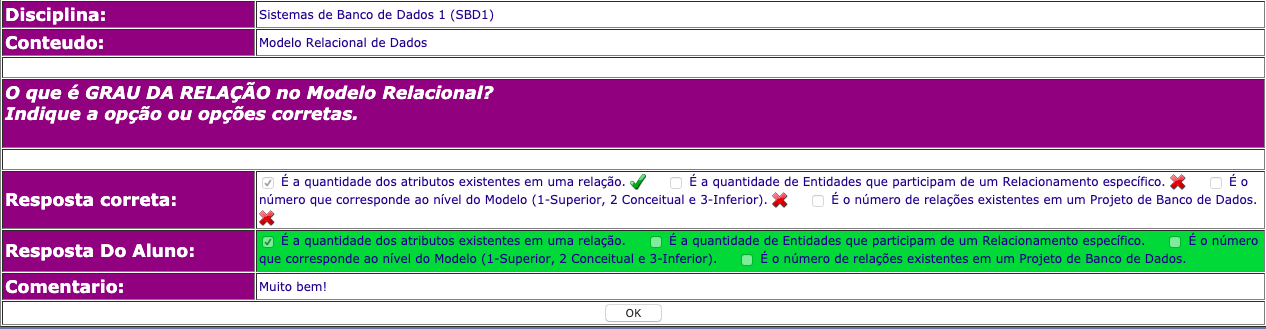 Disciplina: Sistemas de Banco de Dados 1 (SBD1)
Conteudo: Modelo Relacional de Dados
O que é GRAU DA RELAÇÃO no Modelo Relacional?
Indique a opção ou opções corretas.
Resposta correta: É a quantidade dos atributos existentes em uma relação. É a quantidade de Entidades que participam de um Relacionamento específico. É o
número que corresponde ao nível do Modelo (1-Superior, 2 Conceitual e 3-Inferior). É o número de relações existentes em um Projeto de Banco de Dados.
Resposta Do Aluno: É a quantidade dos atributos existentes em uma relação. É a quantidade de Entidades que participam de um Relacionamento específico. É o número
que corresponde ao nível do Modelo (1-Superior, 2 Conceitual e 3-Inferior). É o número de relações existentes em um Projeto de Banco de Dados.
Comentario: Muito bem!
OK